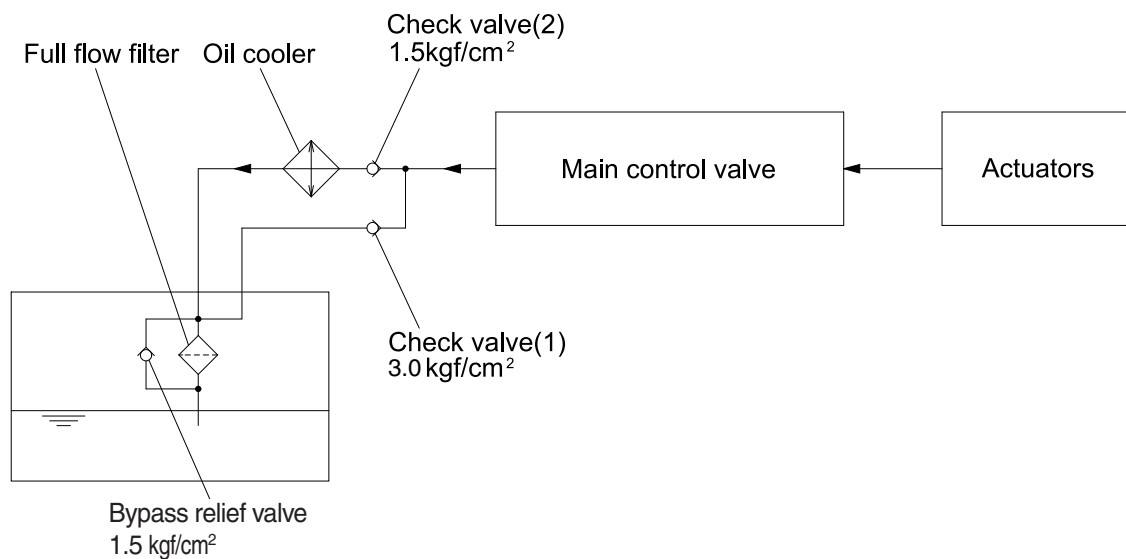 Check valve(2)
1.5kgf/cm²
Full flow filter
Oil cooler
Main control valve
Actuators
Check valve(1)
3.0 kgf/cm²
Bypass relief valve
1.5 kgf/cm²